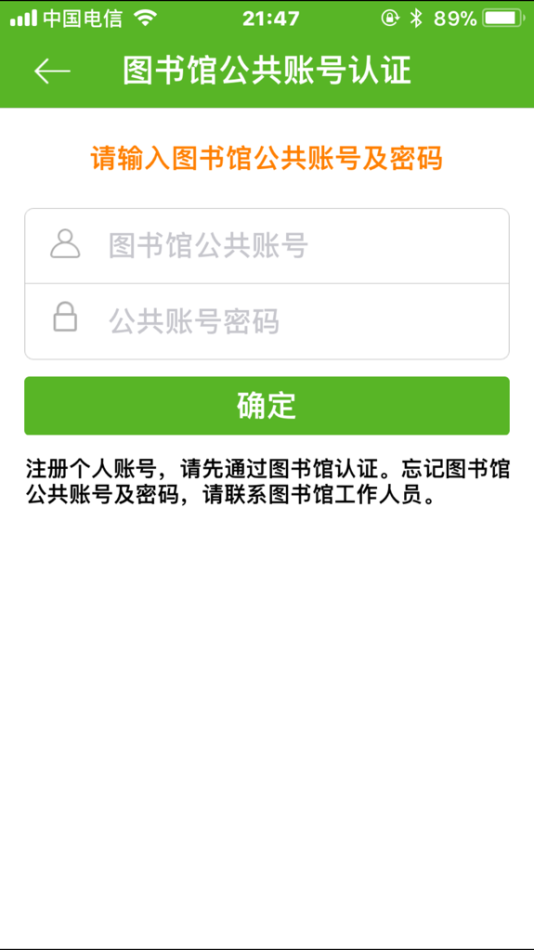 中国电信 21:47 89%
图书馆公共账号认证
请输入图书馆公共账号及密码
图书馆公共账号
公共账号密码
确定
注册个人账号，请先通过图书馆认证。忘记图书馆
公共账号及密码，请联系图书馆工作人员。